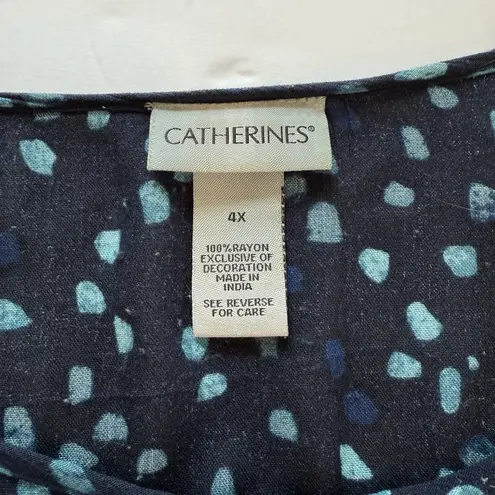 CATHERINES®
4X
100%RAYON
EXCLUSIVE OF
DECORATION
MADE IN
INDIA
SEE REVERSE
FOR CARE